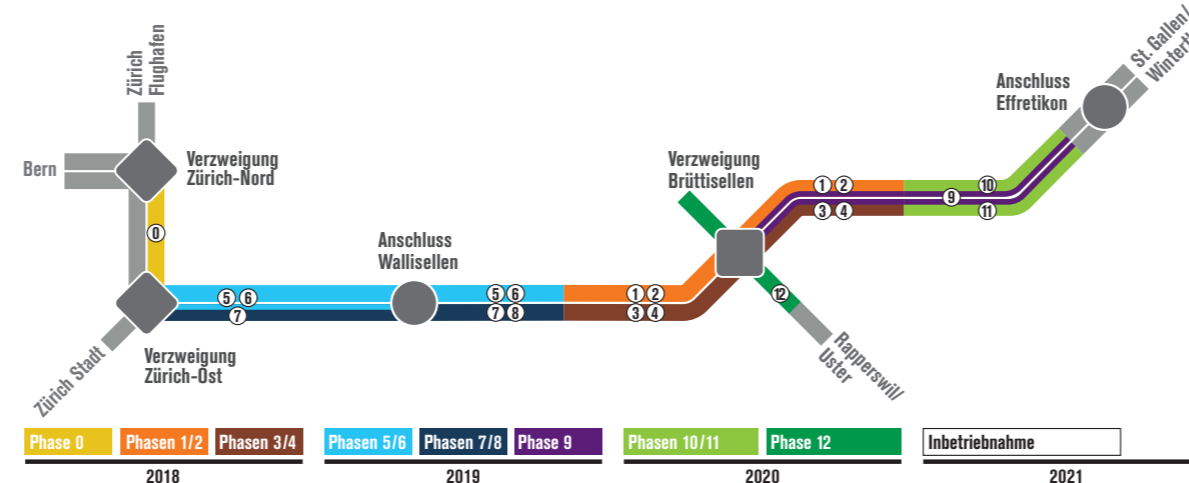 Zürich
Flughafen
Bern
Verzweigung
Zürich-Nord
0
Verzweigung
Zürich-Ost
Zürich Stadt
5 6
7
Anschluss
Wallisellen
5 6
7 8
1 2
3 4
Verzweigung
Brüttisellen
12
Rapperswil/
Uster
1 2
3 4
9
10
11
Anschluss
Effretikon
St. Gallen/
Phase 0
Phasen 1/2
Phasen 3/4
Phasen 5/6
Phasen 7/8
Phase 9
Phasen 10/11
Phase 12
Inbetriebnahme
2018
2019
2020
2021